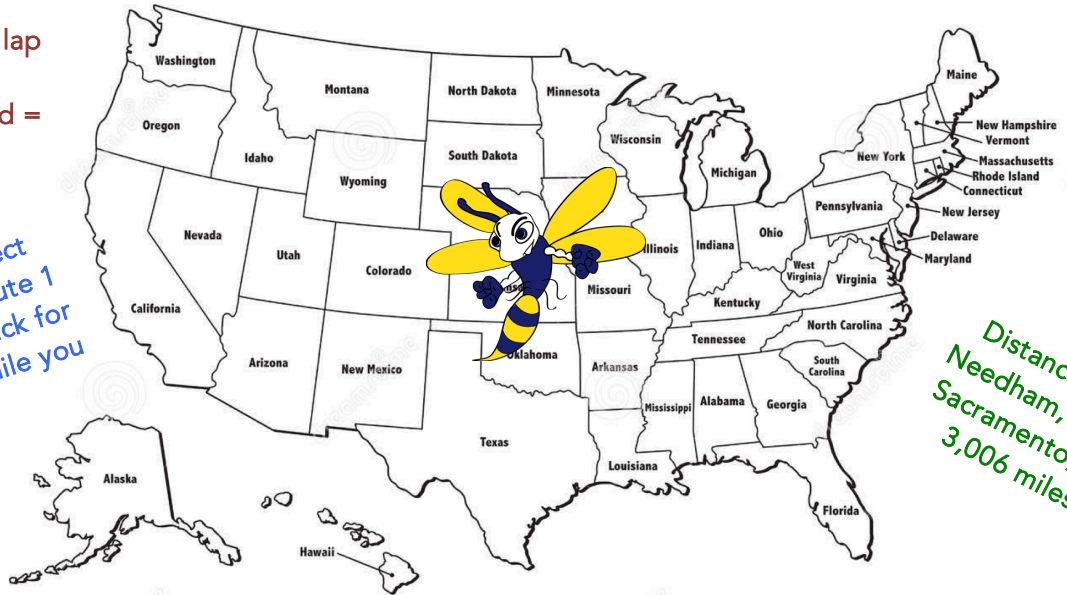 lap
d =
ect
ute 1
ck for
ile you
Washington
Oregon
California
Nevada
Idaho
Montana
Wyoming
Utah
Colorado
Arizona
New Mexico
North Dakota
South Dakota
Minnesota
Wisconsin
Michigan
Illinois
Indiana
Ohio
Missouri
Oklahoma
Arkansas
Texas
Louisiana
Mississippi
Alabama
Georgia
Florida
Tennessee
Kentucky
West
Virginia
Virginia
North Carolina
South
Carolina
Pennsylvania
New York
Maine
New Hampshire
Vermont
Massachusetts
Rhode Island
Connecticut
New Jersey
Delaware
Maryland
Alaska
Hawaii
Distanc
Needham,
Sacramento,
3,006 miles